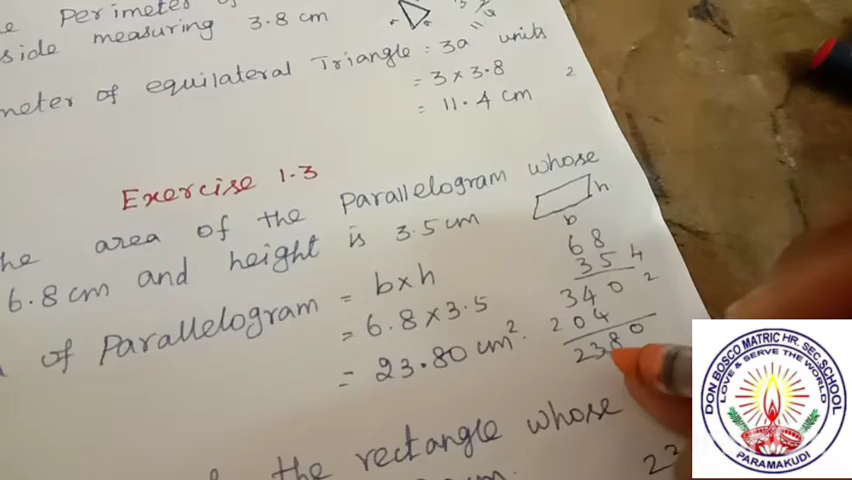 Perimeter
side measuring 3.8 cm
meter of equilateral Triangle = 3a units
= 3 x 3.8
= 11.4 cm
2
Exercise 1.3
the area of the Parallelogram whose
6.8 cm and height is 3.5 cm
h
b
of Parallelogram = b x h
= 6.8 x 3.5
= 23.80 cm².
68
35
4
340
2
204
2380
the rectangle whose
DON BOSCO MATRIC HR. SEC. SCHOOL
LOVE & SERVE THE WORLD
PARAMAKUDI